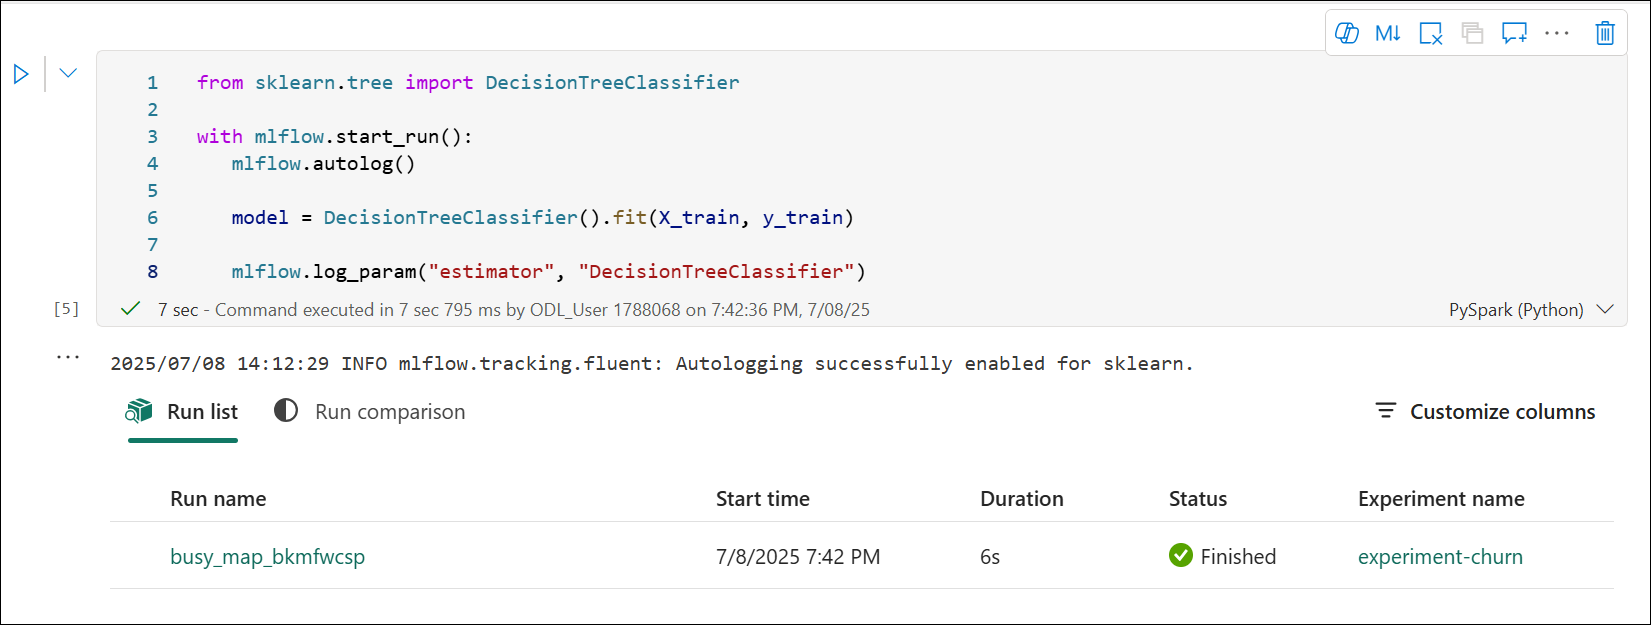 M↓
1 from sklearn.tree import DecisionTreeClassifier
2
3 with mlflow.start_run():
4 mlflow.autolog()
5
6 model = DecisionTreeClassifier().fit(X_train, y_train)
7
8 mlflow.log_param("estimator", "DecisionTreeClassifier")
[5] 7 sec - Command executed in 7 sec 795 ms by ODL_User 1788068 on 7:42:36 PM, 7/08/25 PySpark (Python)
2025/07/08 14:12:29 INFO mlflow.tracking.fluent: Autologging successfully enabled for sklearn.
Run list Run comparison Customize columns
Run name Start time Duration Status Experiment name
busy_map_bkmfwcsp 7/8/2025 7:42 PM 6s Finished experiment-churn